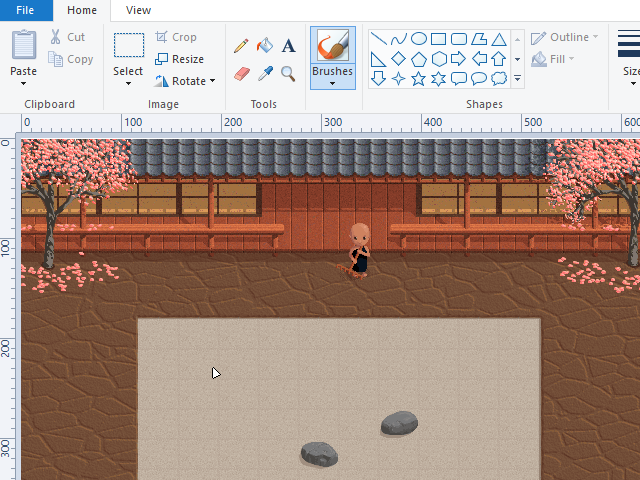 File Home View
Paste Cut Copy Clipboard
Select Crop Resize Rotate Image
A Tools
Brushes
Shapes Outline Fill
Size
0 100 200 300 400 500 600
0
100
200
300